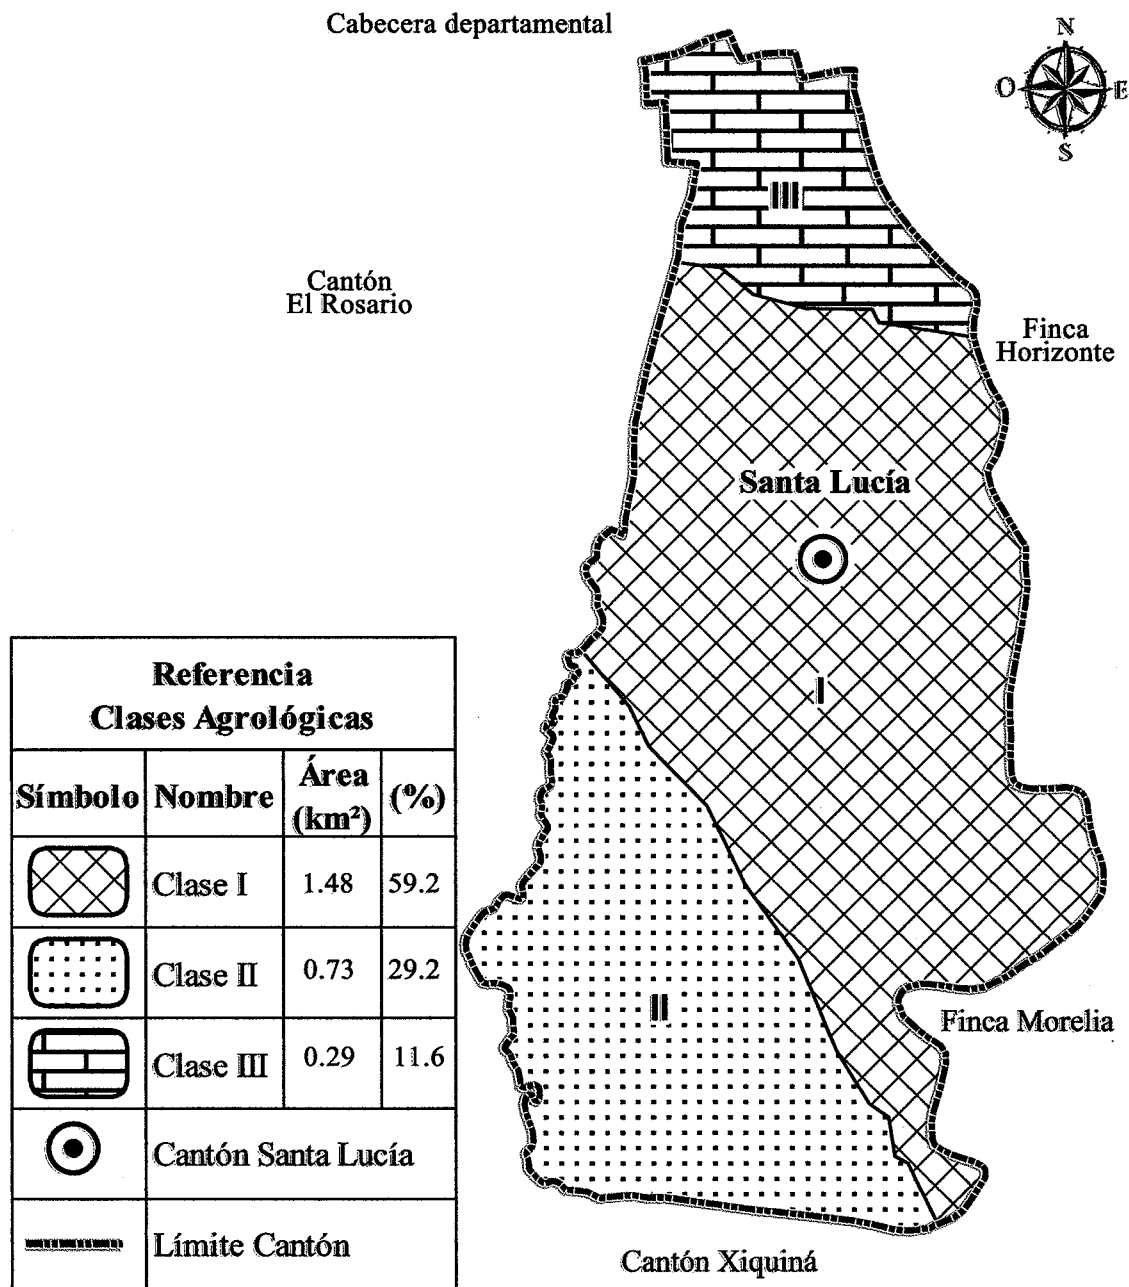 Cabecera departamental
N
O
E
S
III
Cantón
El Rosario
Finca
Horizonte
Santa Lucía
I
II
Finca Morelia
Cantón Xiquiná
Referencia
Clases Agrológicas
Símbolo Nombre Área (km²) (%)
Clase I 1.48 59.2
Clase II 0.73 29.2
Clase III 0.29 11.6
Cantón Santa Lucía
Límite Cantón